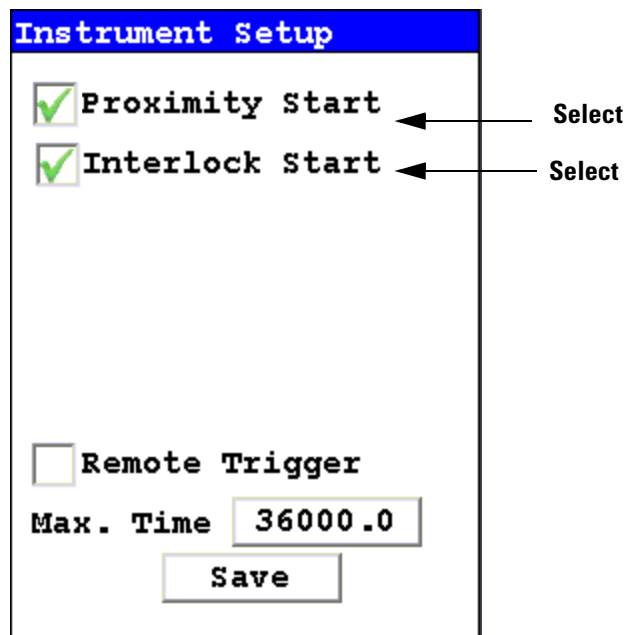 Instrument Setup
Proximity Start
Select
Interlock Start
Select
Remote Trigger
Max. Time 36000.0
Save